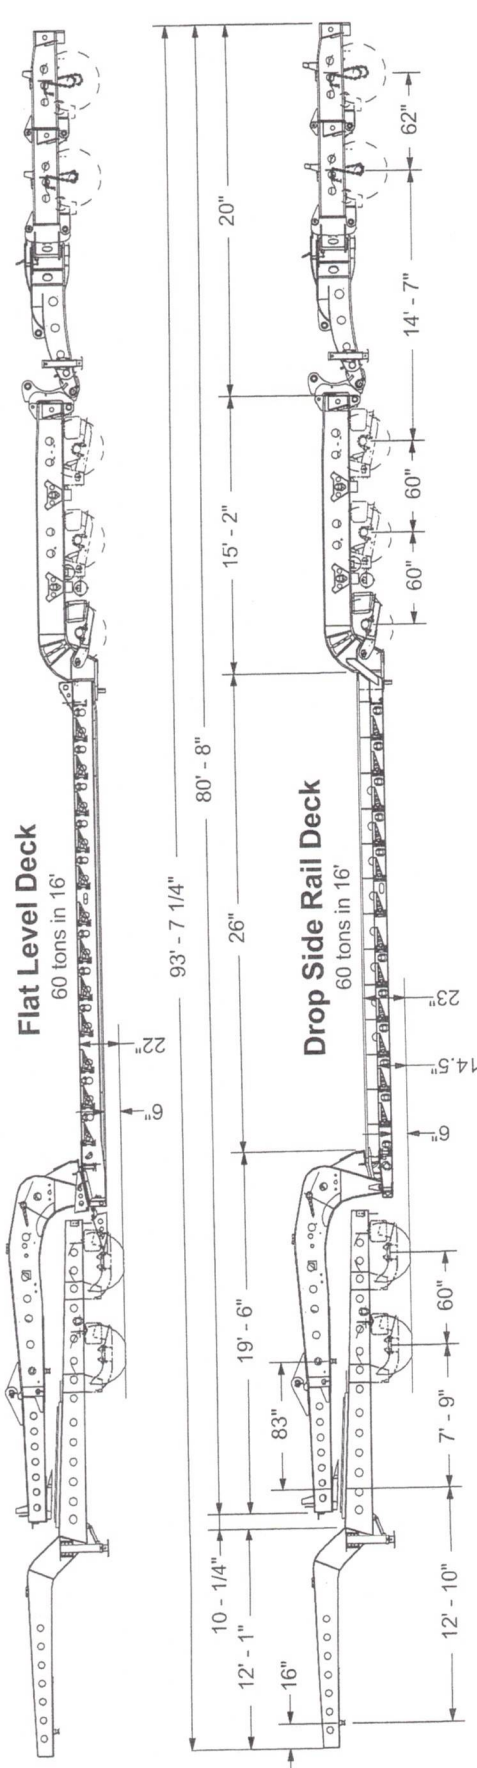 Flat Level Deck
60 tons in 16'
22"
6"
93' - 7 1/4"
80' - 8"
12' - 1"
10 - 1/4"
19' - 6"
26"
15' - 2"
20"
Drop Side Rail Deck
60 tons in 16'
23"
14.5"
6"
16"
83"
12' - 10"
7' - 9"
60"
60"
60"
14' - 7"
62"